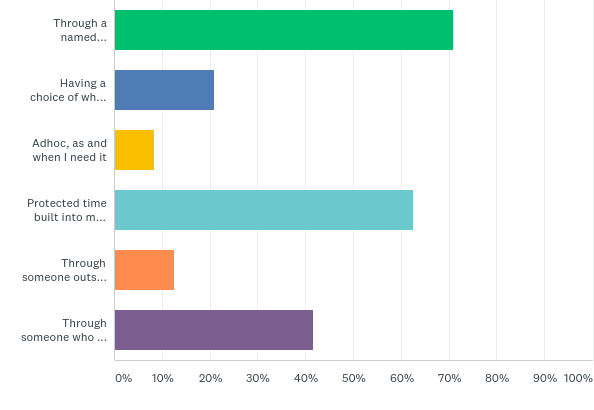 Through a
named...
Having a
choice of wh...
Adhoc, as and
when I need it
Protected time
built into m...
Through
someone outs...
Through
someone who ...
0% 10% 20% 30% 40% 50% 60% 70% 80% 90% 100%